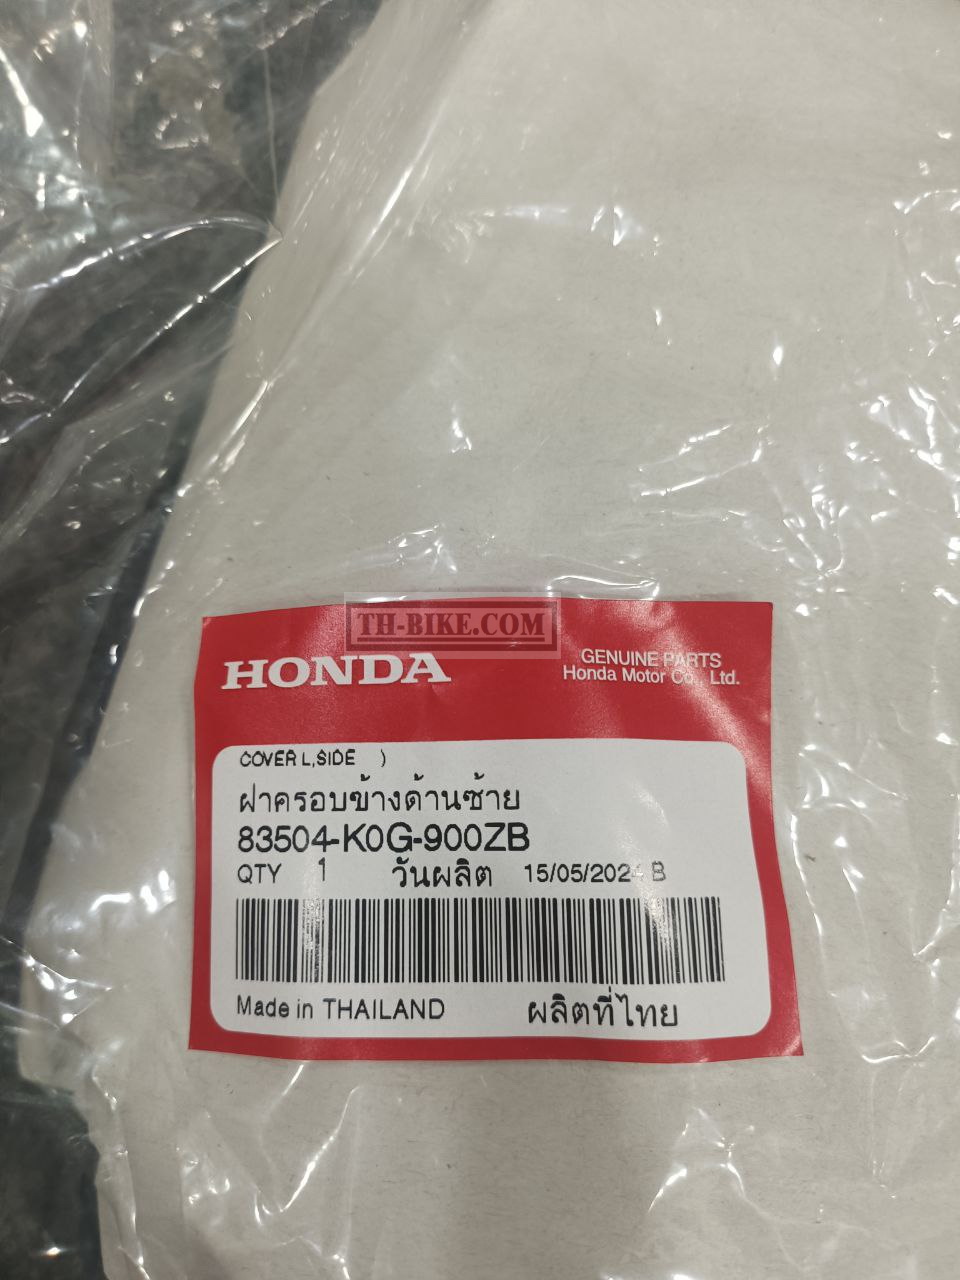 TH-BIKE.COM
HONDA
GENUINE PARTS
Honda Motor Co., Ltd.
COVER L,SIDE )
ฝาครอบข้างด้านซ้าย
83504-K0G-900ZB
QTY 1 วันผลิต 15/05/2024 B
Made in THAILAND ผลิตที่ไทย